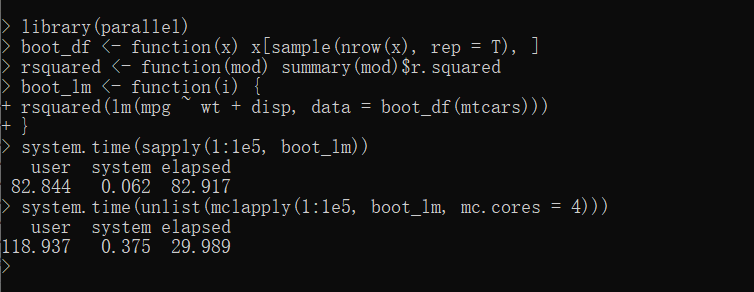 > library(parallel)
> boot_df <- function(x) x[sample(nrow(x), rep = T), ]
> rsquared <- function(mod) summary(mod)$r.squared
> boot_lm <- function(i) {
+ rsquared(lm(mpg ~ wt + disp, data = boot_df(mtcars)))
+ }
> system.time(sapply(1:1e5, boot_lm))
   user  system elapsed
 82.844   0.062  82.917
> system.time(unlist(mclapply(1:1e5, boot_lm, mc.cores = 4)))
   user  system elapsed
118.937   0.375  29.989
>